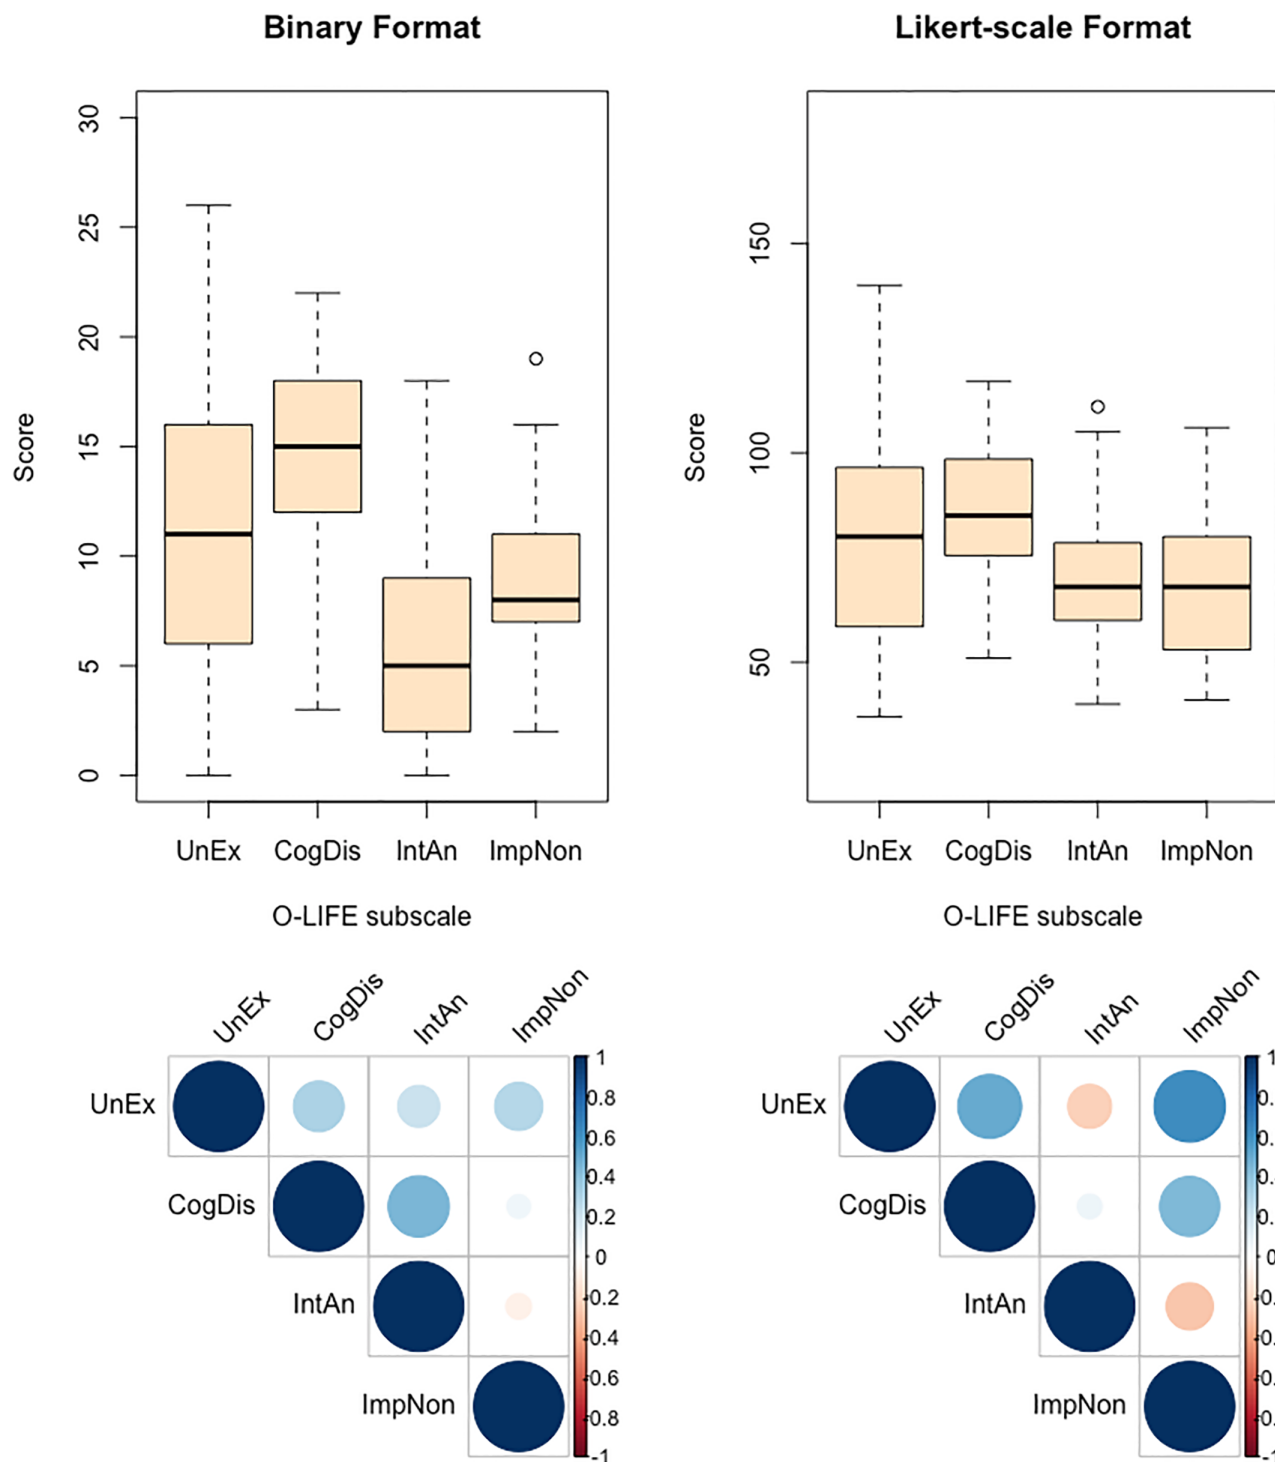 Binary Format
Likert-scale Format
30
25
20
15
10
5
0
Score
UnEx CogDis IntAn ImpNon
O-LIFE subscale
150
100
50
Score
UnEx CogDis IntAn ImpNon
O-LIFE subscale
UnEx CogDis IntAn ImpNon
UnEx
CogDis
IntAn
ImpNon
1
0.8
0.6
0.4
0.2
0
-0.2
-0.4
-0.6
-0.8
-1
UnEx CogDis IntAn ImpNon
UnEx
CogDis
IntAn
ImpNon